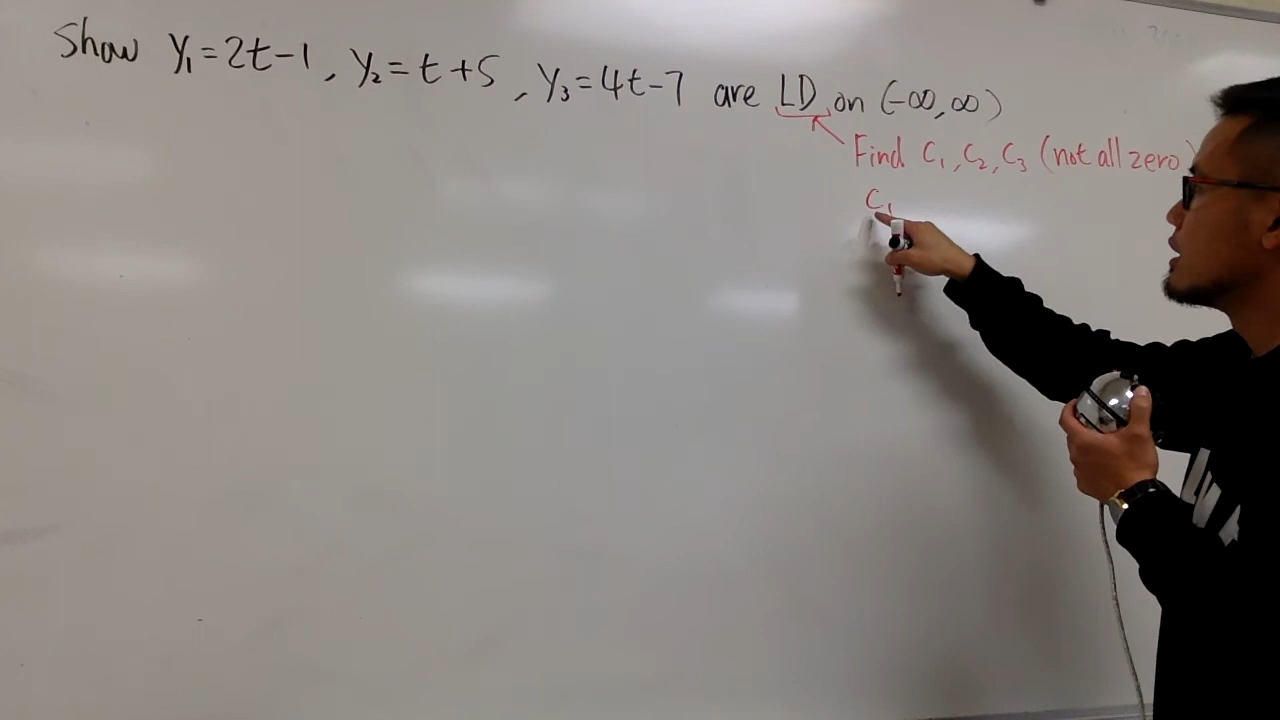 Show y₁=2t-1, y₂=t+5, y₃=4t-7 are LD on (-∞,∞)
Find C₁, C₂, C₃ (not all zero)
C₁